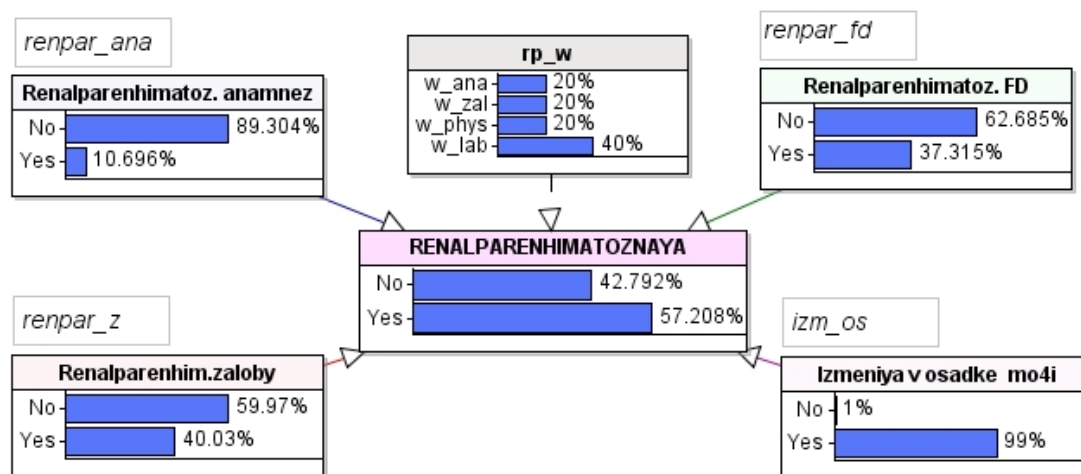 renpar_ana
Renalparenhimatoz. anamnez
No 89.304%
Yes 10.696%
rp_w
w_ana 20%
w_zal 20%
w_phys 20%
w_lab 40%
renpar_fd
Renalparenhimatoz. FD
No 62.685%
Yes 37.315%
RENALPARENHIMATOZNAYA
No 42.792%
Yes 57.208%
renpar_z
Renalparenhim.zaloby
No 59.97%
Yes 40.03%
izm_os
Izmeniya v osadke mo4i
No 1%
Yes 99%